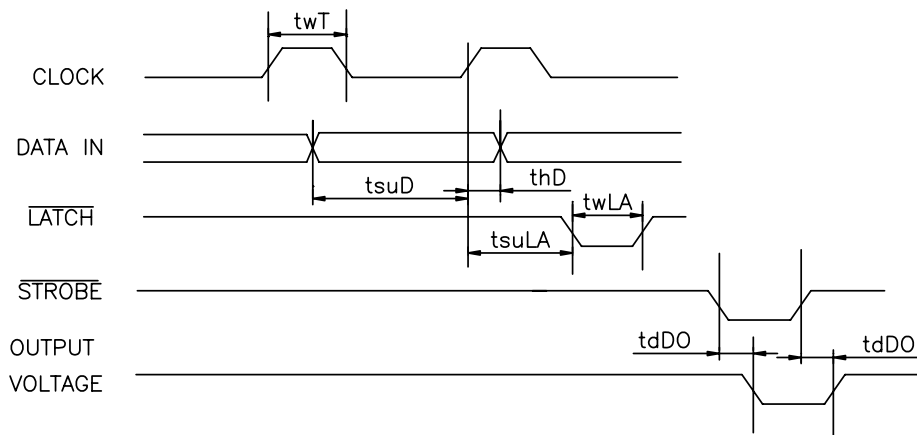 twT
CLOCK
DATA IN
tsuD
thD
LATCH
twLA
tsuLA
STROBE
OUTPUT
VOLTAGE
tdDO
tdDO